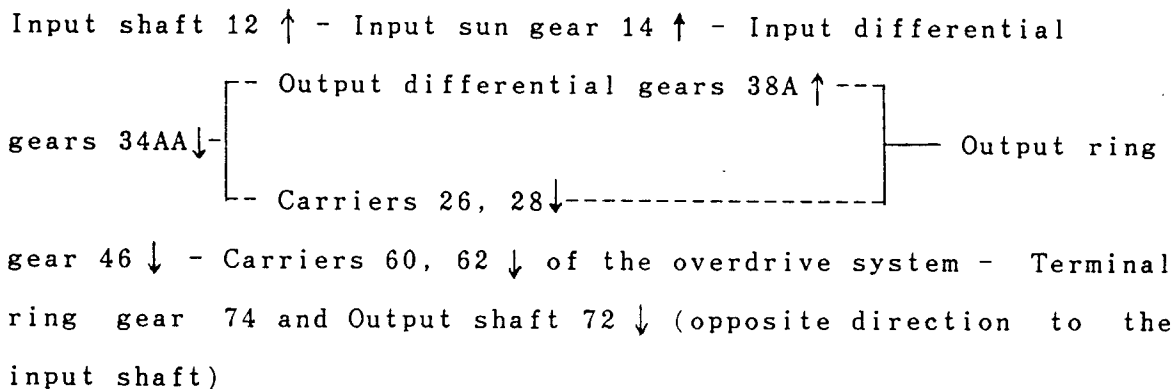 Input shaft 12 ↑ - Input sun gear 14 ↑ - Input differential
-- Output differential gears 38A ↑ ---
gears 34AA ↓ - — Output ring
-- Carriers 26, 28 ↓ ------------------
gear 46 ↓ - Carriers 60, 62 ↓ of the overdrive system - Terminal
ring gear 74 and Output shaft 72 ↓ (opposite direction to the
input shaft)